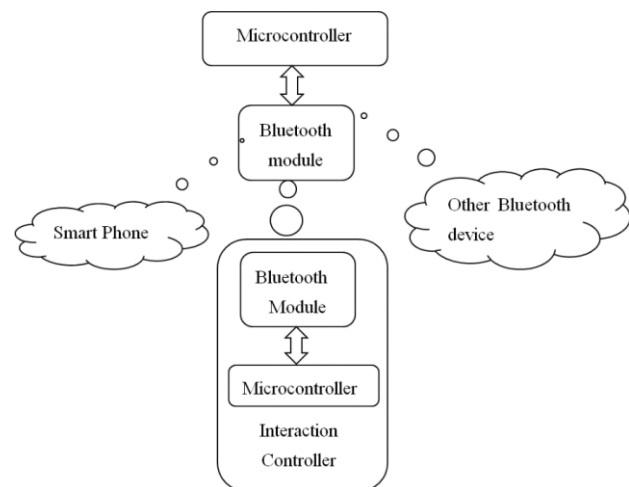 Microcontroller
Bluetooth
module
Smart Phone
Other Bluetooth
device
Bluetooth
Module
Microcontroller
Interaction
Controller